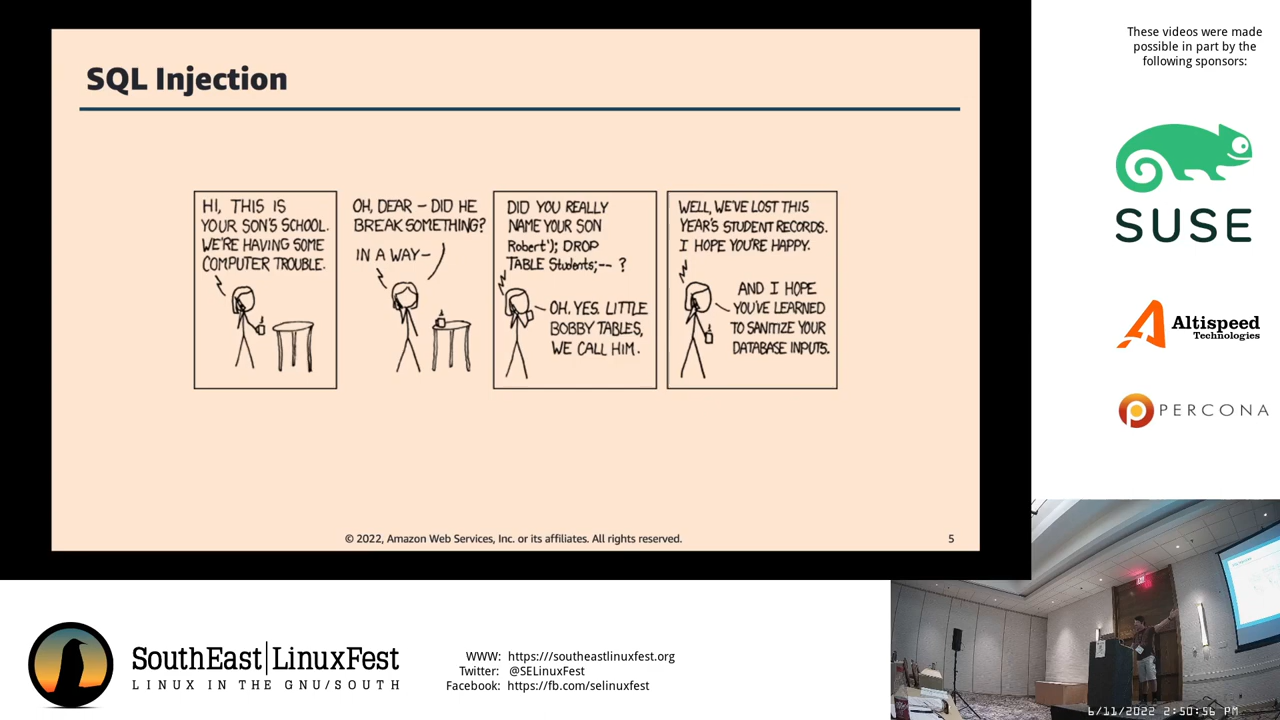 SQL Injection
HI, THIS IS
YOUR SON'S SCHOOL.
WE'RE HAVING SOME
COMPUTER TROUBLE.
OH, DEAR – DID HE
BREAK SOMETHING?
IN A WAY–
DID YOU REALLY
NAME YOUR SON
Robert'); DROP
TABLE Students;-- ?
OH, YES. LITTLE
BOBBY TABLES,
WE CALL HIM.
WELL, WE'VE LOST THIS
YEAR'S STUDENT RECORDS.
I HOPE YOU'RE HAPPY.
AND I HOPE
YOU'VE LEARNED
TO SANITIZE YOUR
DATABASE INPUTS.
© 2022, Amazon Web Services, Inc. or its affiliates. All rights reserved.
5
These videos were made
possible in part by the
following sponsors:
SUSE
Altispeed
Technologies
PERCONA
SouthEast|LinuxFest
LINUX IN THE GNU/SOUTH
WWW: https:///southeastlinuxfest.org
Twitter: @SELinuxFest
Facebook: https://fb.com/selinuxfest
6/11/2022 2:50:56 PM